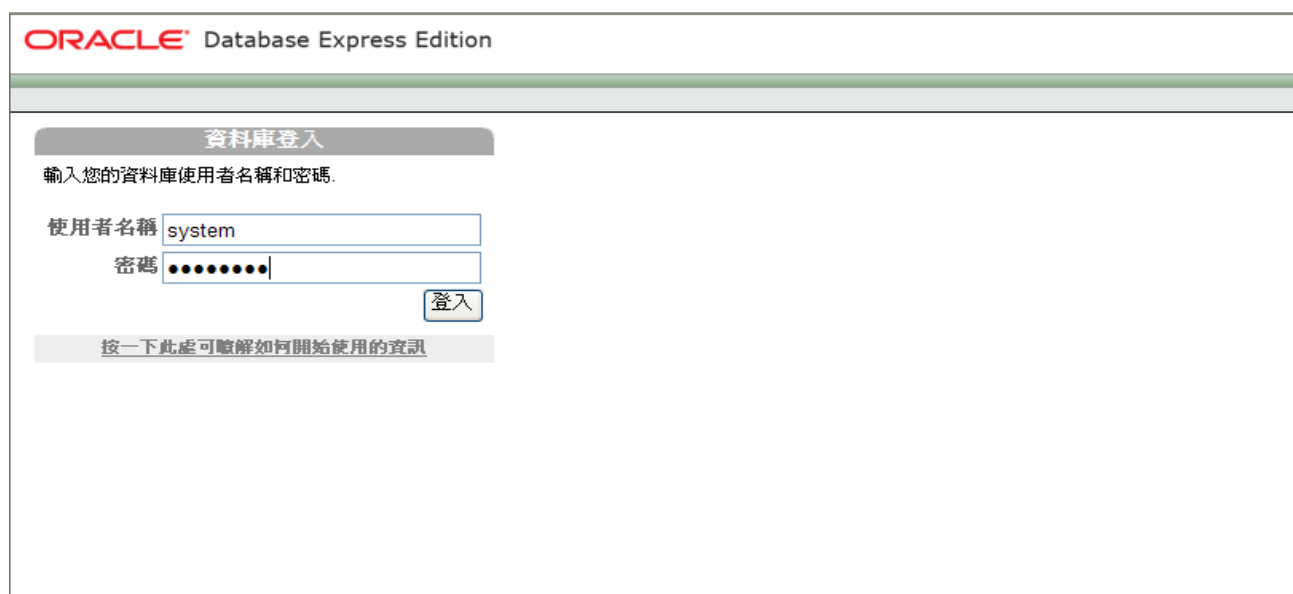 ORACLE® Database Express Edition
資料庫登入
輸入您的資料庫使用者名稱和密碼.
使用者名稱 system
密碼 ••••••••
登入
按一下此處可瞭解如何開始使用的資訊